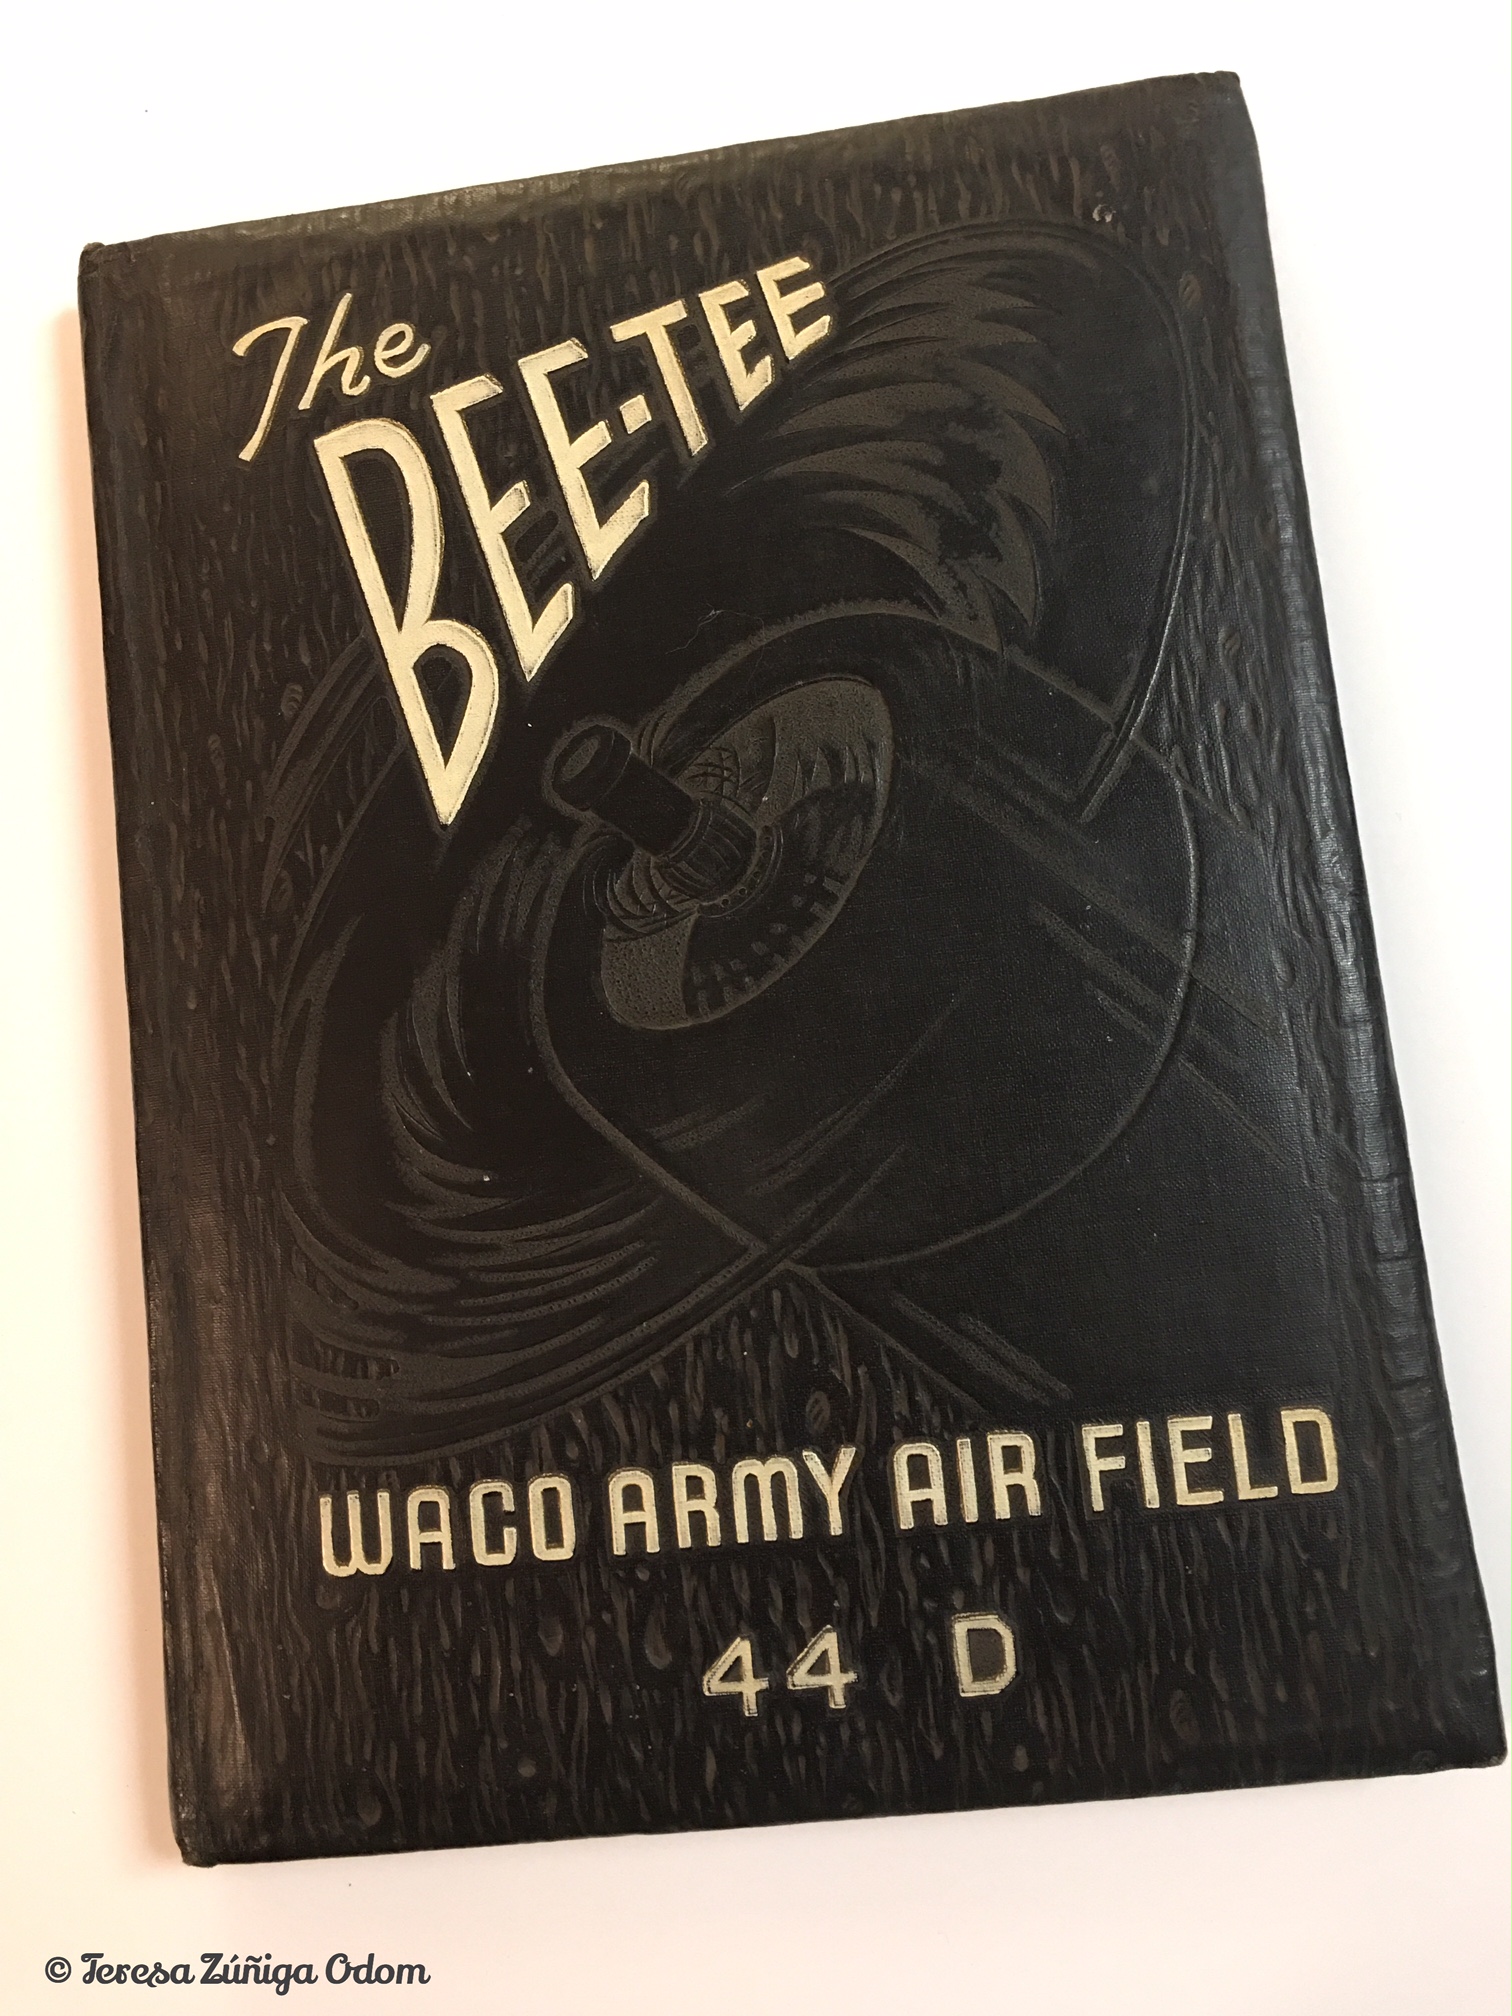 The
BEE-TEE
WACO ARMY AIR FIELD
44 D
© Teresa Zúñiga Odom